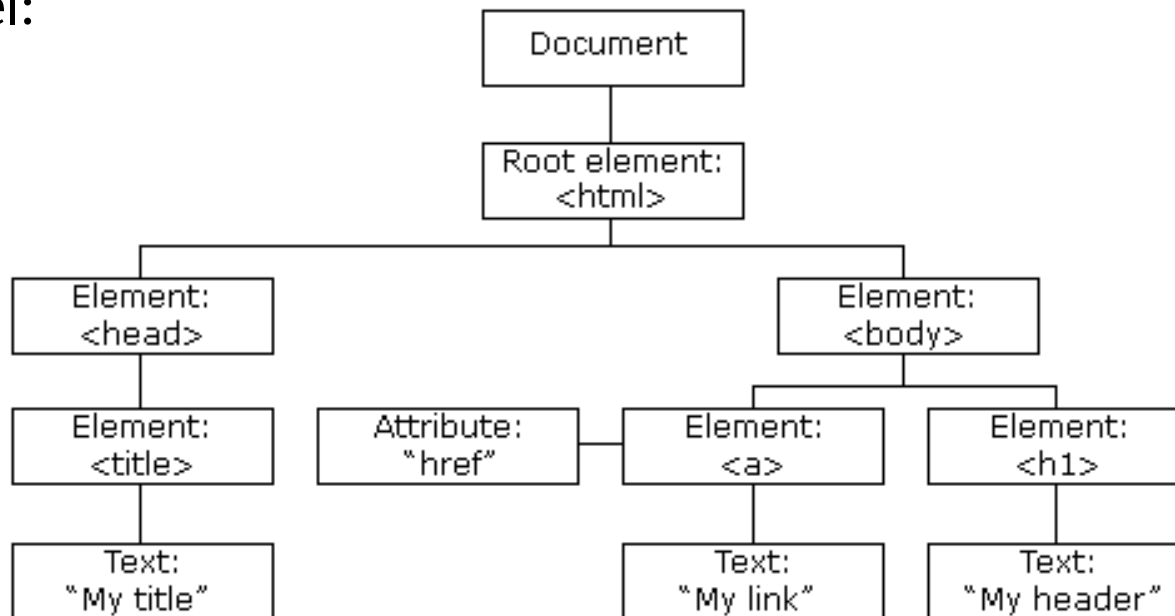 el:
Document
Root element:
<html>
Element:
<head>
Element:
<body>
Element:
<title>
Attribute:
“href”
Element:
<a>
Element:
<h1>
Text:
“My title”
Text:
“My link”
Text:
“My header”